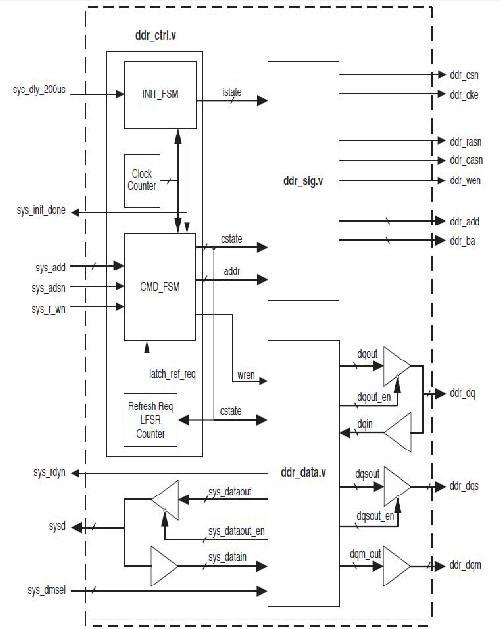 ddr_ctrl.v
sys_dly_200us
INIT_FSM
istate
ddr_csn
ddr_cke
ddr_rasn
ddr_casn
ddr_wen
ddr_sig.v
Clock
Counter
sys_init_done
ddr_add
ddr_ba
cstate
sys_add
sys_adsn
sys_r_wn
CMD_FSM
addr
latch_ref_req
wren
Refresh Req
LFSR
Counter
cstate
dqout
dqout_en
dqin
ddr_dq
sys_rdyn
ddr_data.v
sys_dataout
sysd
sys_dataout_en
sys_datain
sys_dmsel
dqsout
ddr_dqs
dqsout_en
dqm_out
ddr_dqm